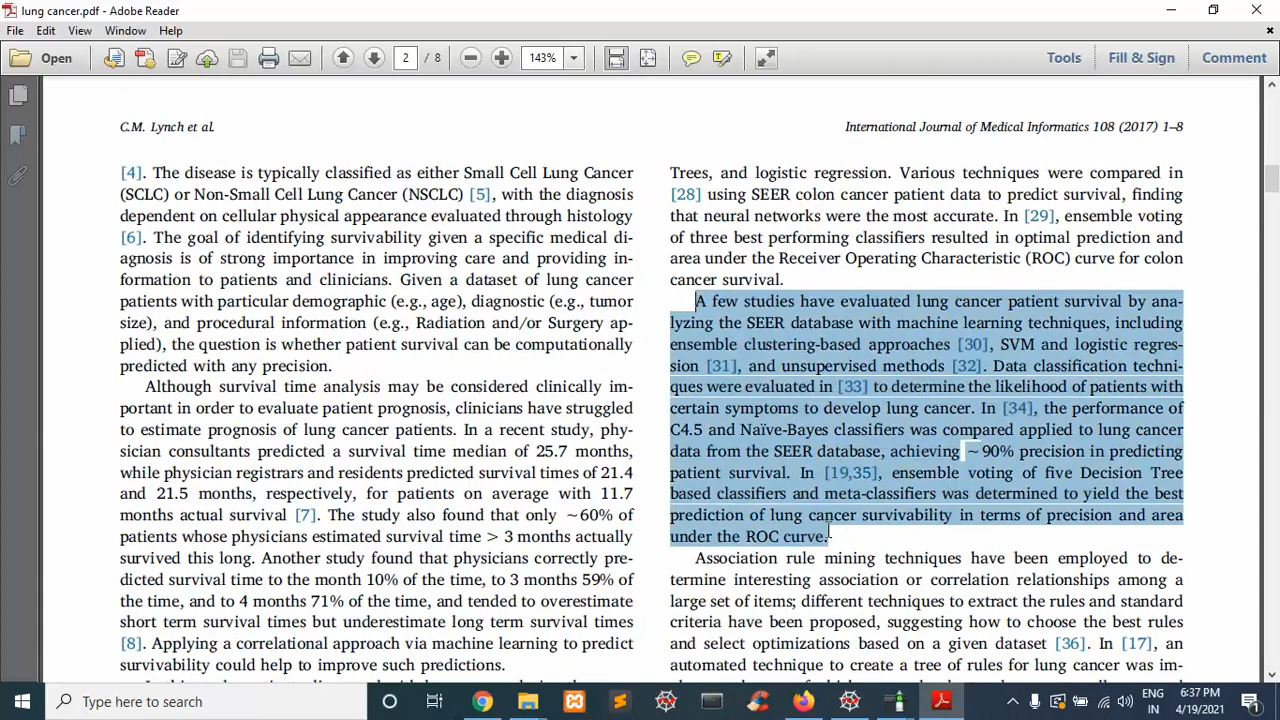 lung cancer.pdf - Adobe Reader
File Edit View Window Help
Open
2 / 8
143%
Tools Fill & Sign Comment
C.M. Lynch et al.
International Journal of Medical Informatics 108 (2017) 1–8
[4]. The disease is typically classified as either Small Cell Lung Cancer
(SCLC) or Non-Small Cell Lung Cancer (NSCLC) [5], with the diagnosis
dependent on cellular physical appearance evaluated through histology
[6]. The goal of identifying survivability given a specific medical di-
agnosis is of strong importance in improving care and providing in-
formation to patients and clinicians. Given a dataset of lung cancer
patients with particular demographic (e.g., age), diagnostic (e.g., tumor
size), and procedural information (e.g., Radiation and/or Surgery ap-
plied), the question is whether patient survival can be computationally
predicted with any precision.
Although survival time analysis may be considered clinically im-
portant in order to evaluate patient prognosis, clinicians have struggled
to estimate prognosis of lung cancer patients. In a recent study, phy-
sician consultants predicted a survival time median of 25.7 months,
while physician registrars and residents predicted survival times of 21.4
and 21.5 months, respectively, for patients on average with 11.7
months actual survival [7]. The study also found that only ~60% of
patients whose physicians estimated survival time > 3 months actually
survived this long. Another study found that physicians correctly pre-
dicted survival time to the month 10% of the time, to 3 months 59% of
the time, and to 4 months 71% of the time, and tended to overestimate
short term survival times but underestimate long term survival times
[8]. Applying a correlational approach via machine learning to predict
survivability could help to improve such predictions.
Trees, and logistic regression. Various techniques were compared in
[28] using SEER colon cancer patient data to predict survival, finding
that neural networks were the most accurate. In [29], ensemble voting
of three best performing classifiers resulted in optimal prediction and
area under the Receiver Operating Characteristic (ROC) curve for colon
cancer survival.
A few studies have evaluated lung cancer patient survival by ana-
lyzing the SEER database with machine learning techniques, including
ensemble clustering-based approaches [30], SVM and logistic regres-
sion [31], and unsupervised methods [32]. Data classification techni-
ques were evaluated in [33] to determine the likelihood of patients with
certain symptoms to develop lung cancer. In [34], the performance of
C4.5 and Naïve-Bayes classifiers was compared applied to lung cancer
data from the SEER database, achieving ~90% precision in predicting
patient survival. In [19,35], ensemble voting of five Decision Tree
based classifiers and meta-classifiers was determined to yield the best
prediction of lung cancer survivability in terms of precision and area
under the ROC curve.
Association rule mining techniques have been employed to de-
termine interesting association or correlation relationships among a
large set of items; different techniques to extract the rules and standard
criteria have been proposed, suggesting how to choose the best rules
and select optimizations based on a given dataset [36]. In [17], an
automated technique to create a tree of rules for lung cancer was im-
Type here to search
ENG
IN
6:37 PM
4/19/2021
1